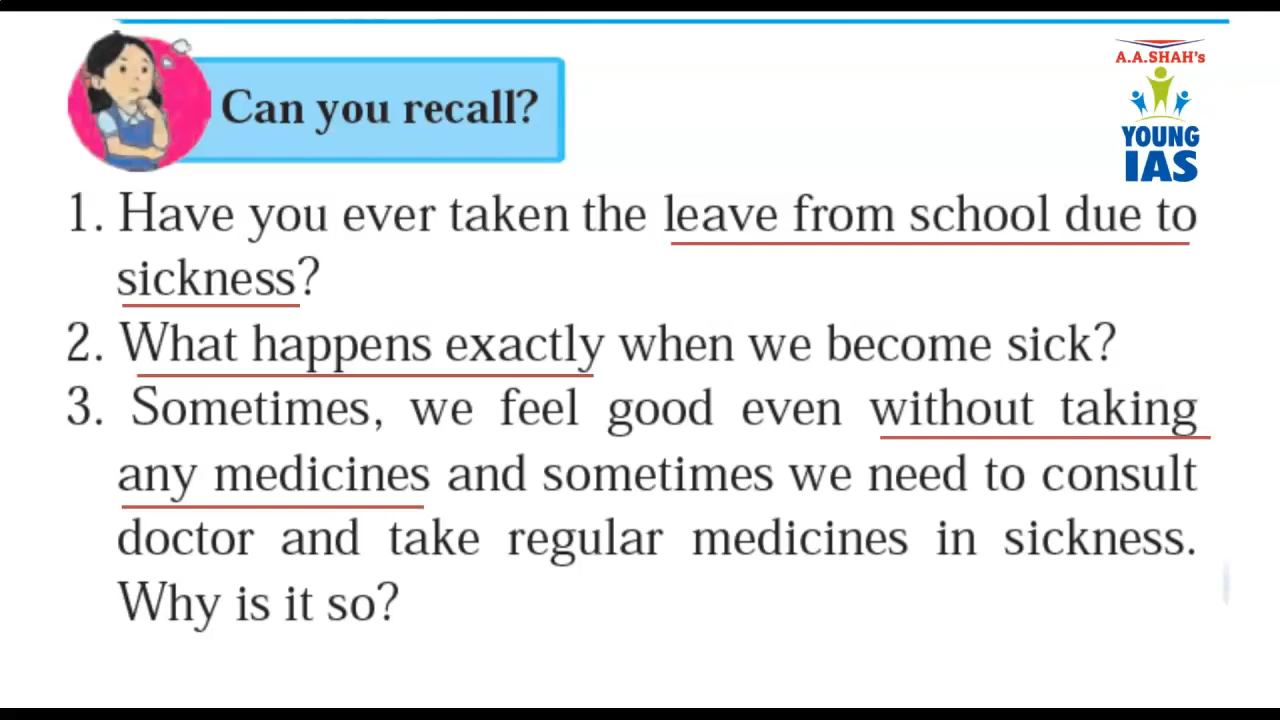 A.A.SHAH's
YOUNG
IAS
Can you recall?
1. Have you ever taken the leave from school due to
sickness?
2. What happens exactly when we become sick?
3. Sometimes, we feel good even without taking
any medicines and sometimes we need to consult
doctor and take regular medicines in sickness.
Why is it so?